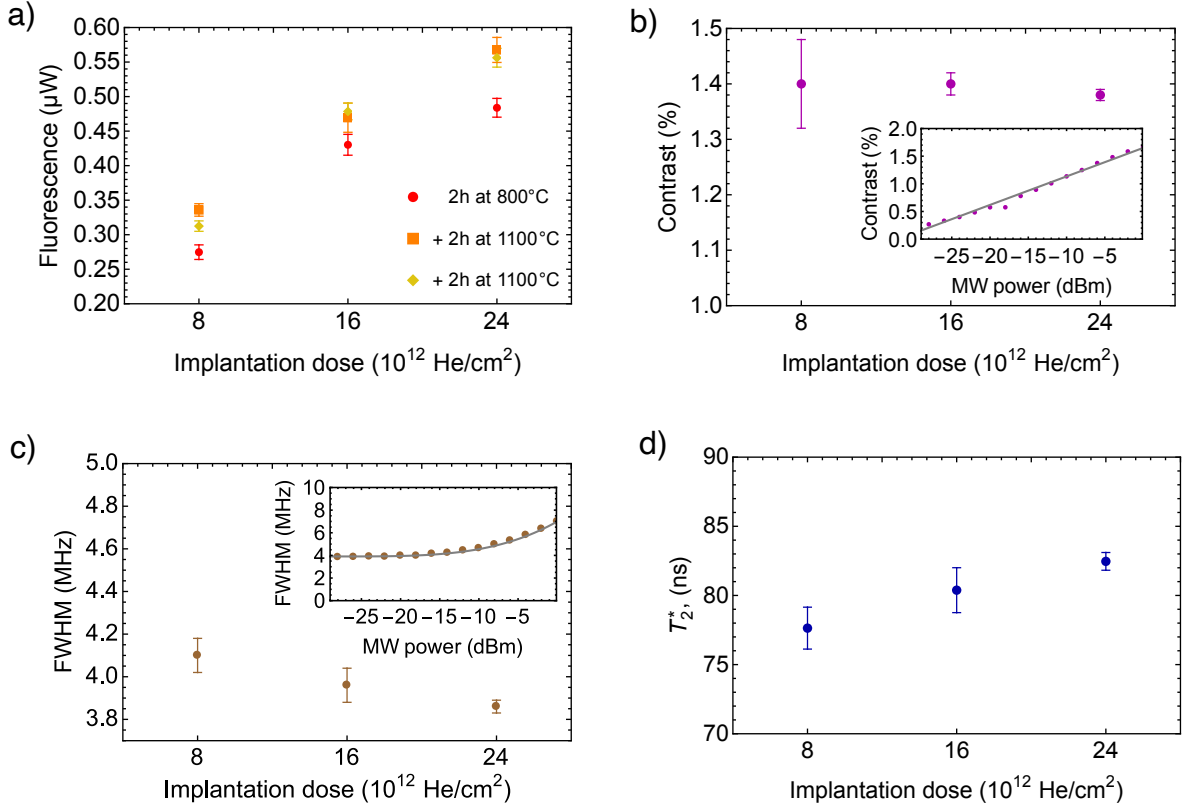 a)
0.60
0.55
0.50
0.45
0.40
0.35
0.30
0.25
0.20
Fluorescence (μW)
2h at 800°C
+ 2h at 1100°C
+ 2h at 1100°C
8 16 24
Implantation dose (10¹² He/cm²)
b)
1.5
1.4
1.3
1.2
1.1
1.0
Contrast (%)
2.0
1.5
1.0
0.5
0.0
Contrast (%)
−25 −20 −15 −10 −5
MW power (dBm)
8 16 24
Implantation dose (10¹² He/cm²)
c)
5.0
4.8
4.6
4.4
4.2
4.0
3.8
FWHM (MHz)
10
8
6
4
2
0
FWHM (MHz)
−25 −20 −15 −10 −5
MW power (dBm)
8 16 24
Implantation dose (10¹² He/cm²)
d)
90
85
80
75
70
T₂*, (ns)
8 16 24
Implantation dose (10¹² He/cm²)